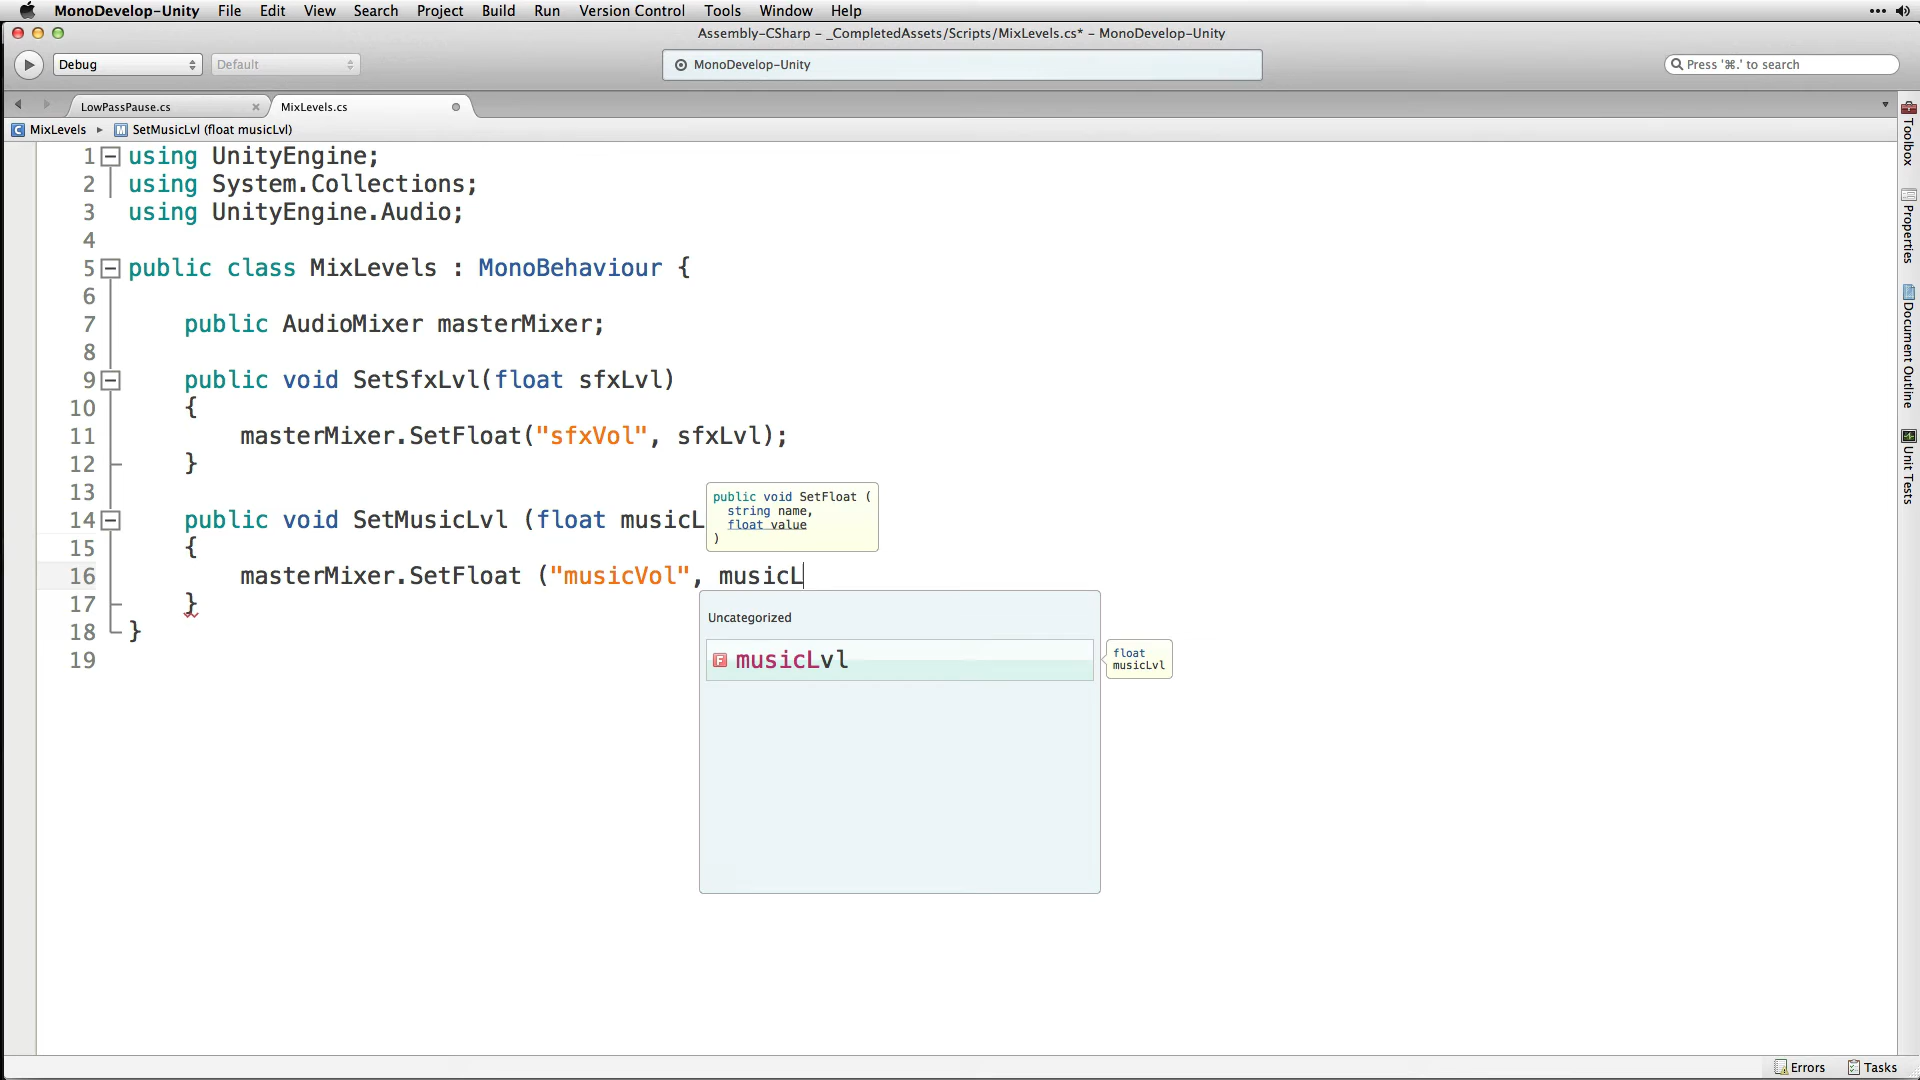 MonoDevelop-Unity File Edit View Search Project Build Run Version Control Tools Window Help
Assembly-CSharp – _CompletedAssets/Scripts/MixLevels.cs* – MonoDevelop-Unity
Debug Default MonoDevelop-Unity Press '⌘.' to search
LowPassPause.cs MixLevels.cs
MixLevels SetMusicLvl (float musicLvl)
1 using UnityEngine;
2 using System.Collections;
3 using UnityEngine.Audio;
4
5 public class MixLevels : MonoBehaviour {
6
7 public AudioMixer masterMixer;
8
9 public void SetSfxLvl(float sfxLvl)
10 {
11 masterMixer.SetFloat("sfxVol", sfxLvl);
12 }
13
14 public void SetMusicLvl (float musicL
15 {
16 masterMixer.SetFloat ("musicVol", musicL
17 }
18 }
19
public void SetFloat (
string name,
float value
)
Uncategorized
musicLvl
float
musicLvl
Toolbox
Properties
Document Outline
Unit Tests
Errors Tasks